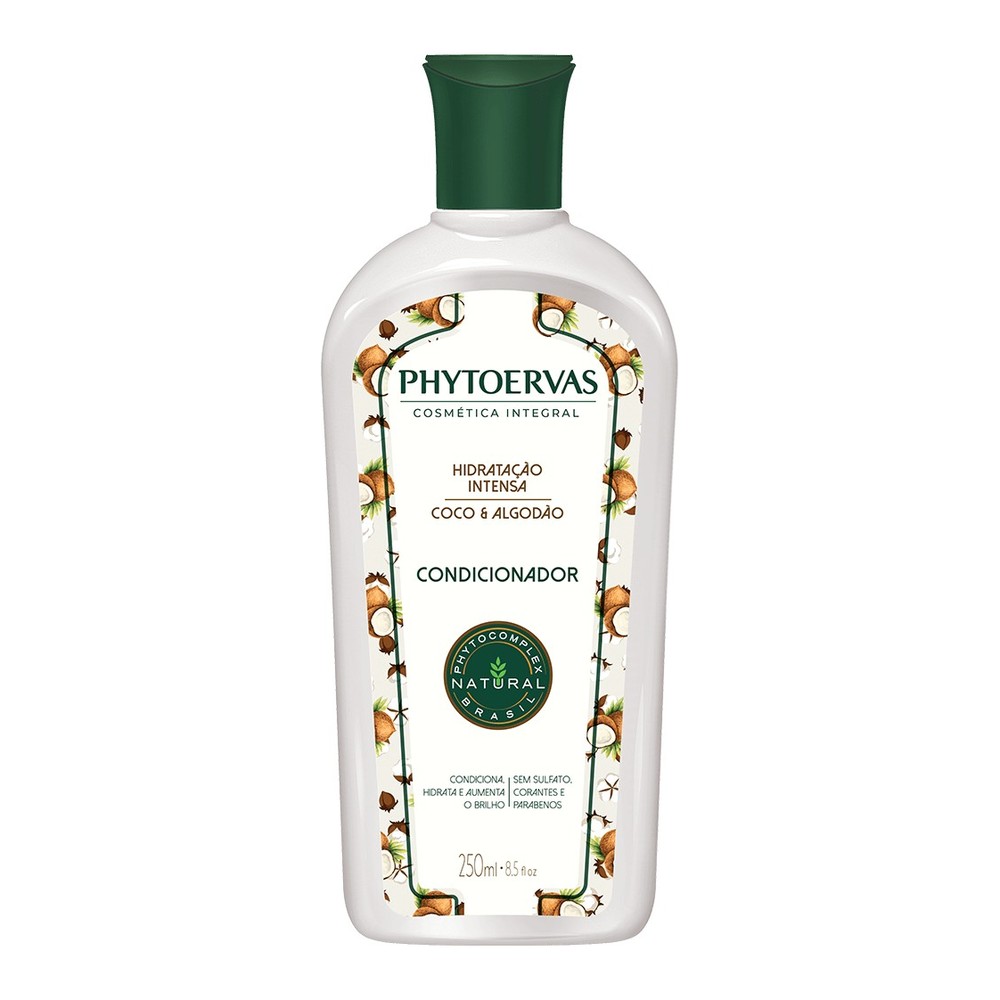 PHYTOERVAS
COSMÉTICA INTEGRAL
HIDRATAÇÃO
INTENSA
COCO & ALGODÃO
CONDICIONADOR
PHYTOCOMPLEX
NATURAL
BRASIL
CONDICIONA,
HIDRATA E AUMENTA
O BRILHO
SEM SULFATO,
CORANTES E
PARABENOS
250ml • 8.5 fl oz